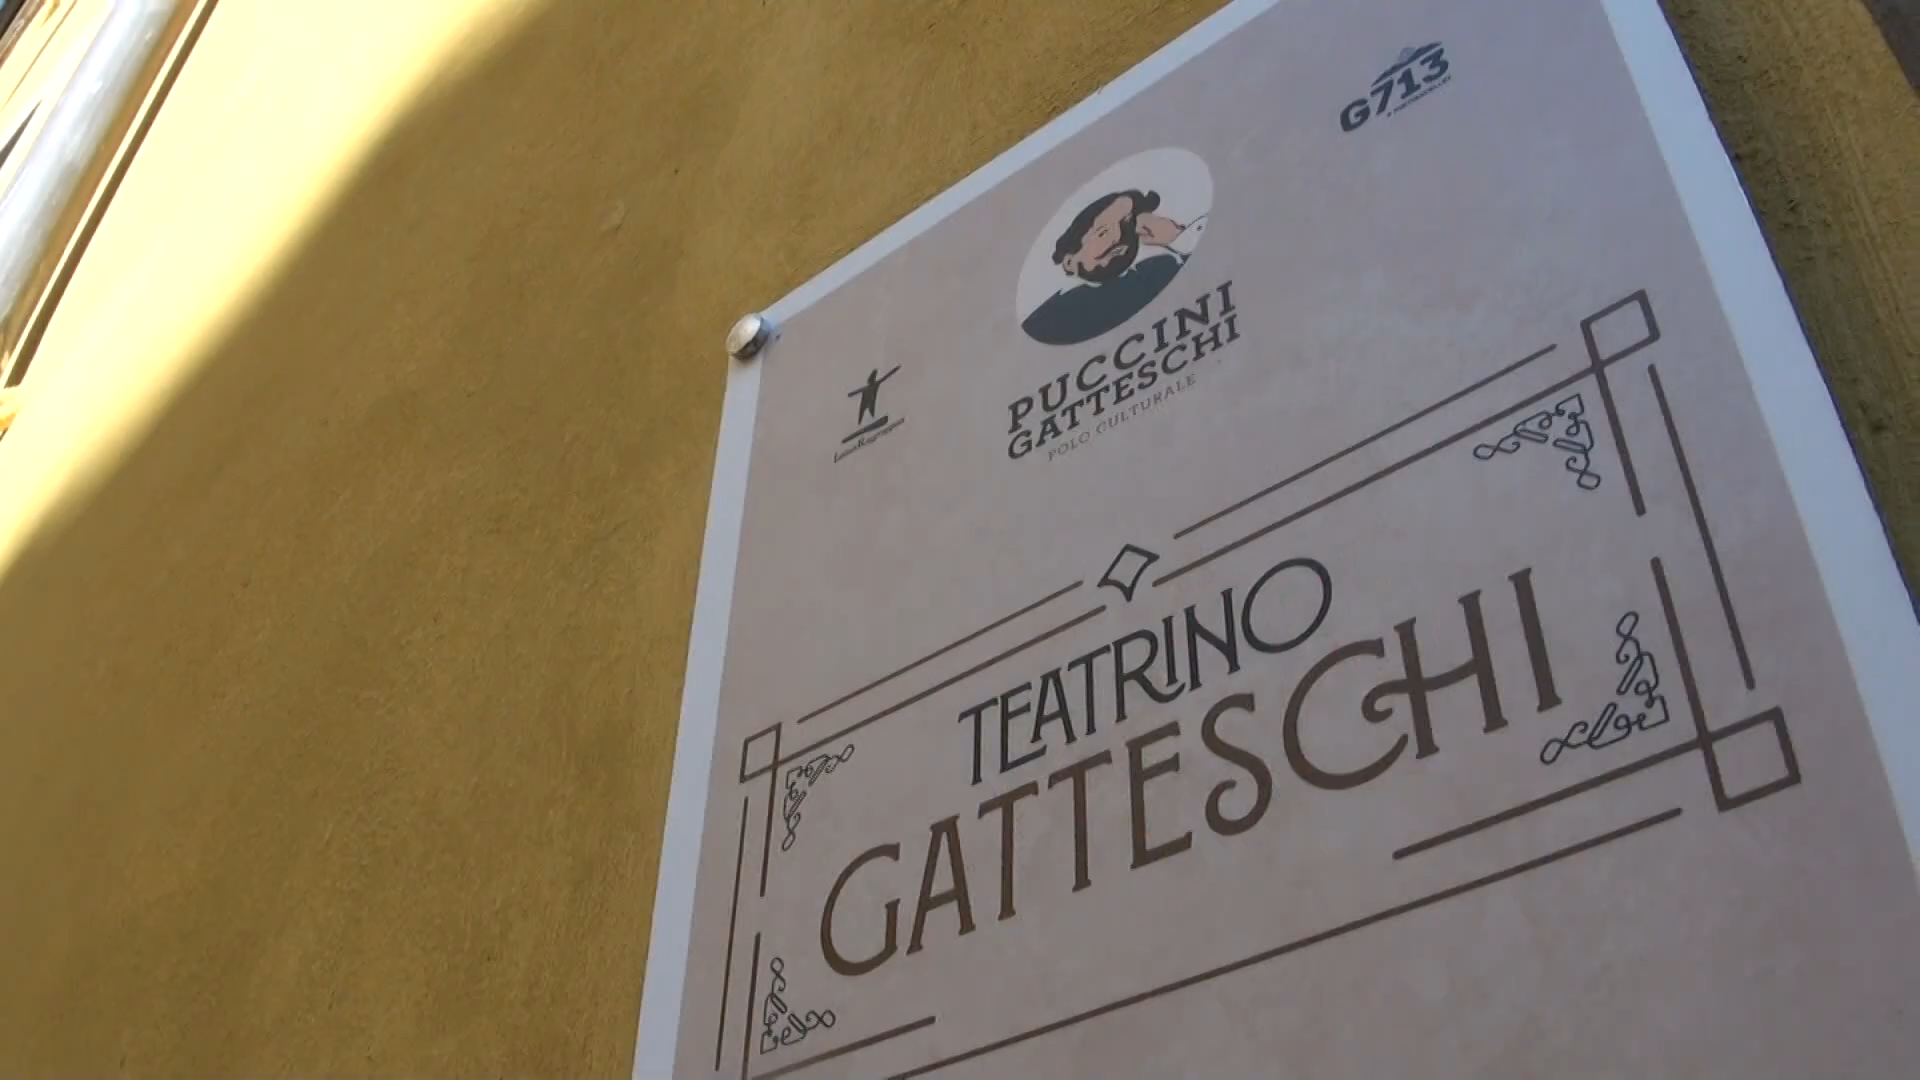 G713
PUCCINI
GATTESCHI
POLO CULTURALE
TEATRINO
GATTESCHI